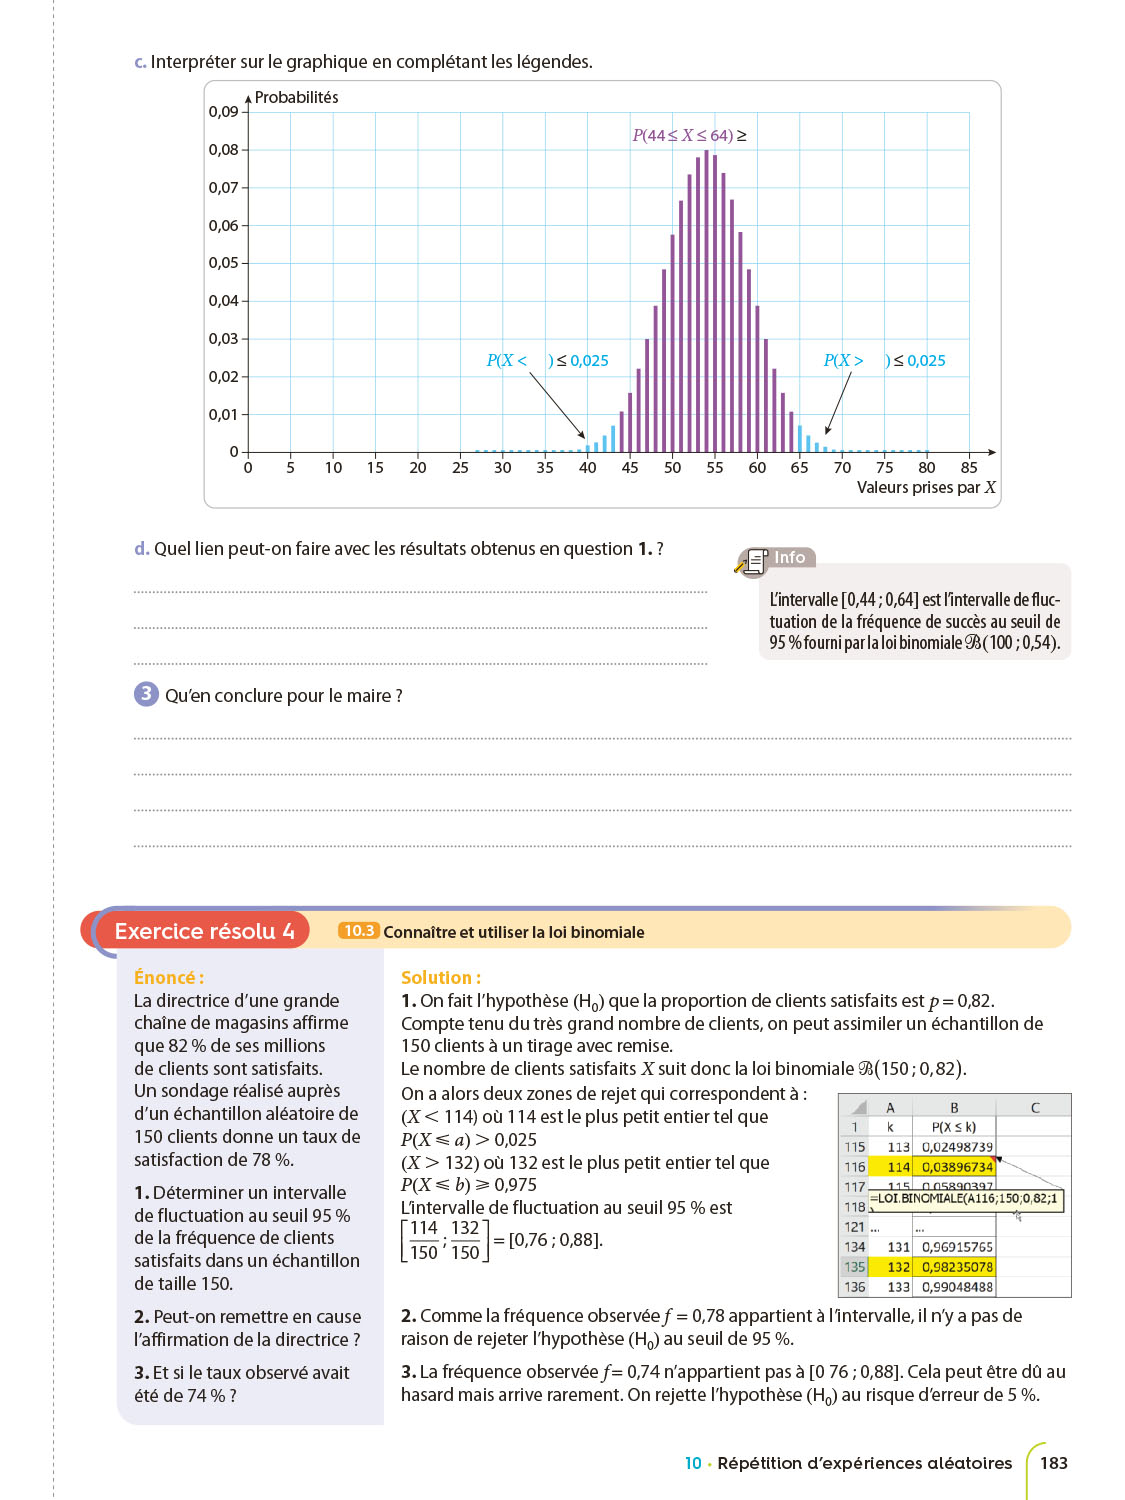 c. Interpréter sur le graphique en complétant les légendes.
Probabilités
0,09
P(44 ≤ X ≤ 64) ≥
0,08
0,07
0,06
0,05
0,04
0,03
P(X < ) ≤ 0,025
P(X > ) ≤ 0,025
0,02
0,01
0
0 5 10 15 20 25 30 35 40 45 50 55 60 65 70 75 80 85
Valeurs prises par X
d. Quel lien peut-on faire avec les résultats obtenus en question 1. ?
Info
L'intervalle [0,44 ; 0,64] est l'intervalle de fluc-
tuation de la fréquence de succès au seuil de
95 % fourni par la loi binomiale ℬ(100 ; 0,54).
3 Qu'en conclure pour le maire ?
Exercice résolu 4
10.3 Connaître et utiliser la loi binomiale
Énoncé :
La directrice d'une grande
chaîne de magasins affirme
que 82 % de ses millions
de clients sont satisfaits.
Un sondage réalisé auprès
d'un échantillon aléatoire de
150 clients donne un taux de
satisfaction de 78 %.
1. Déterminer un intervalle
de fluctuation au seuil 95 %
de la fréquence de clients
satisfaits dans un échantillon
de taille 150.
2. Peut-on remettre en cause
l'affirmation de la directrice ?
3. Et si le taux observé avait
été de 74 % ?
Solution :
1. On fait l'hypothèse (H₀) que la proportion de clients satisfaits est p = 0,82.
Compte tenu du très grand nombre de clients, on peut assimiler un échantillon de
150 clients à un tirage avec remise.
Le nombre de clients satisfaits X suit donc la loi binomiale ℬ(150 ; 0,82).
On a alors deux zones de rejet qui correspondent à :
(X < 114) où 114 est le plus petit entier tel que
P(X ⩽ a) > 0,025
(X > 132) où 132 est le plus petit entier tel que
P(X ⩽ b) ⩾ 0,975
L'intervalle de fluctuation au seuil 95 % est
[114/150 ; 132/150] = [0,76 ; 0,88].
A B C
1 k P(X ≤ k)
115 113 0,02498739
116 114 0,03896734
117 115 0,05890397
=LOI.BINOMIALE(A116;150;0,82;1
118
121 ... ...
134 131 0,96915765
135 132 0,98235078
136 133 0,99048488
2. Comme la fréquence observée f = 0,78 appartient à l'intervalle, il n'y a pas de
raison de rejeter l'hypothèse (H₀) au seuil de 95 %.
3. La fréquence observée f = 0,74 n'appartient pas à [0 76 ; 0,88]. Cela peut être dû au
hasard mais arrive rarement. On rejette l'hypothèse (H₀) au risque d'erreur de 5 %.
10 · Répétition d'expériences aléatoires 183